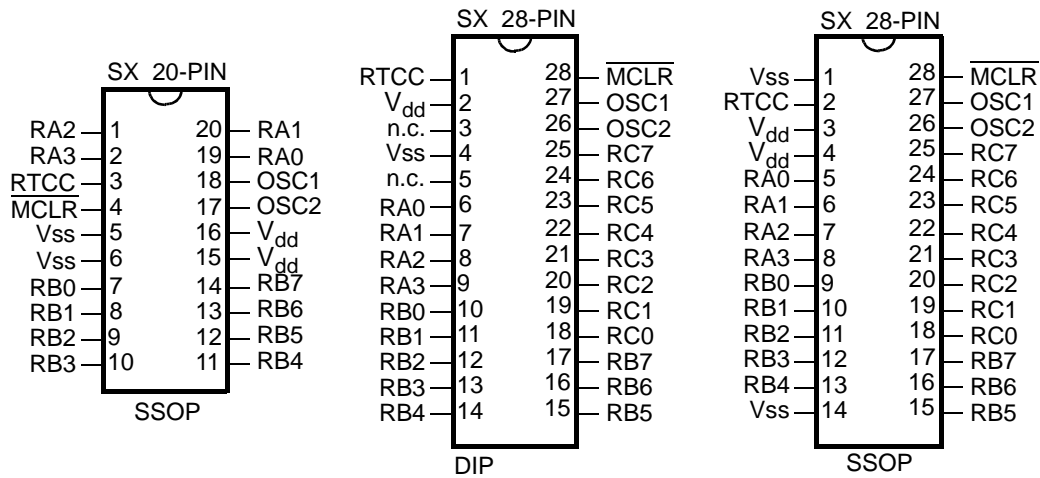 SX 20-PIN
RA2 1 20 RA1
RA3 2 19 RA0
RTCC 3 18 OSC1
MCLR 4 17 OSC2
Vss 5 16 Vdd
Vss 6 15 Vdd
RB0 7 14 RB7
RB1 8 13 RB6
RB2 9 12 RB5
RB3 10 11 RB4
SSOP
SX 28-PIN
RTCC 1 28 MCLR
Vdd 2 27 OSC1
n.c. 3 26 OSC2
Vss 4 25 RC7
n.c. 5 24 RC6
RA0 6 23 RC5
RA1 7 22 RC4
RA2 8 21 RC3
RA3 9 20 RC2
RB0 10 19 RC1
RB1 11 18 RC0
RB2 12 17 RB7
RB3 13 16 RB6
RB4 14 15 RB5
DIP
SX 28-PIN
Vss 1 28 MCLR
RTCC 2 27 OSC1
Vdd 3 26 OSC2
Vdd 4 25 RC7
RA0 5 24 RC6
RA1 6 23 RC5
RA2 7 22 RC4
RA3 8 21 RC3
RB0 9 20 RC2
RB1 10 19 RC1
RB2 11 18 RC0
RB3 12 17 RB7
RB4 13 16 RB6
Vss 14 15 RB5
SSOP